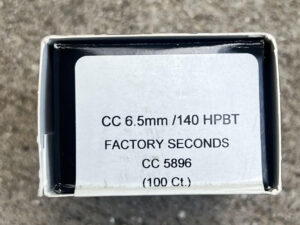 CC 6.5mm /140 HPBT
FACTORY SECONDS
CC 5896
(100 Ct.)